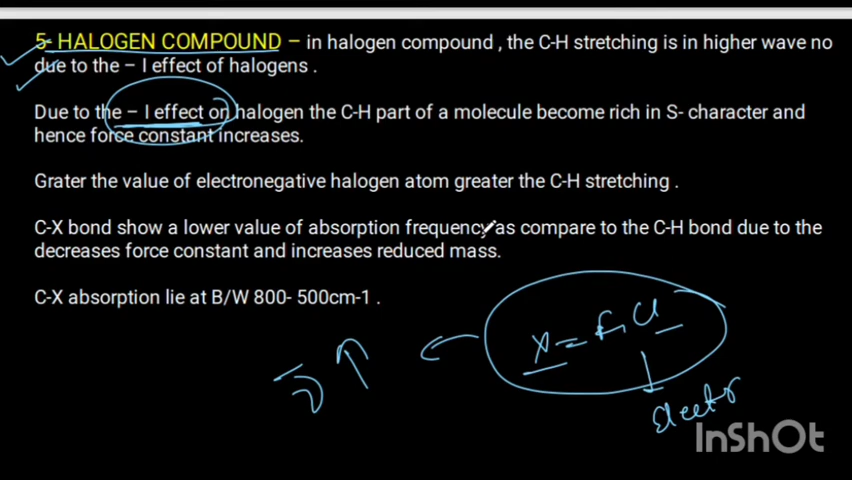 5- HALOGEN COMPOUND – in halogen compound , the C-H stretching is in higher wave no
due to the – I effect of halogens .
Due to the – I effect on halogen the C-H part of a molecule become rich in S- character and
hence force constant increases.
Grater the value of electronegative halogen atom greater the C-H stretching .
C-X bond show a lower value of absorption frequency as compare to the C-H bond due to the
decreases force constant and increases reduced mass.
C-X absorption lie at B/W 800- 500cm-1 .
X = F, Cl
InShOt